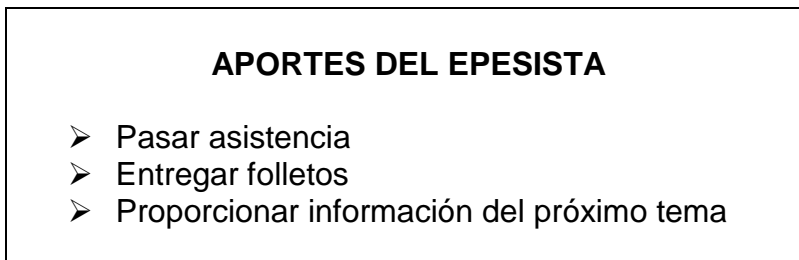 APORTES DEL EPESISTA
➢ Pasar asistencia
➢ Entregar folletos
➢ Proporcionar información del próximo tema